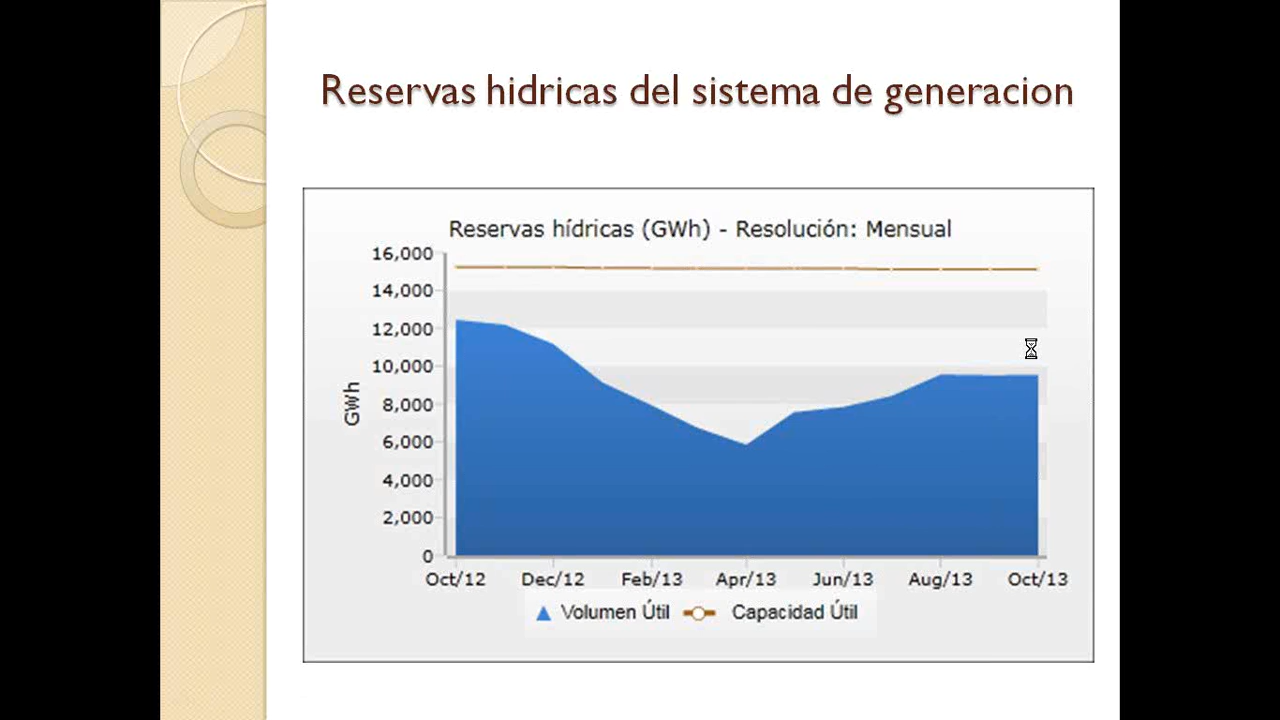 Reservas hidricas del sistema de generacion
Reservas hídricas (GWh) - Resolución: Mensual
16,000
14,000
12,000
10,000
8,000
6,000
4,000
2,000
0
GWh
Oct/12 Dec/12 Feb/13 Apr/13 Jun/13 Aug/13 Oct/13
Volumen Útil Capacidad Útil